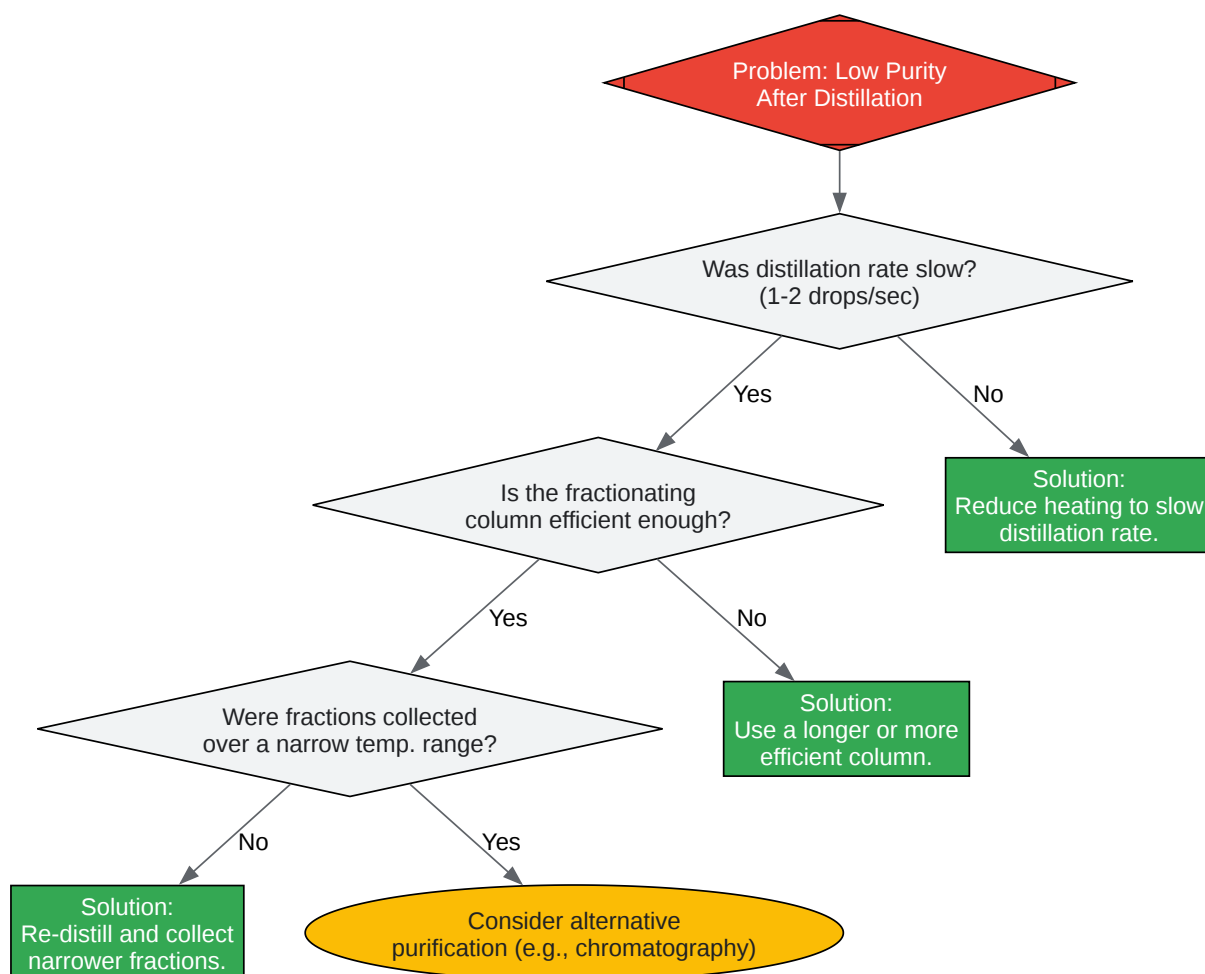 Problem: Low Purity
After Distillation
Was distillation rate slow?
(1-2 drops/sec)
Yes
No
Is the fractionating
column efficient enough?
Solution:
Reduce heating to slow
distillation rate.
Yes
No
Were fractions collected
over a narrow temp. range?
Solution:
Use a longer or more
efficient column.
No
Yes
Solution:
Re-distill and collect
narrower fractions.
Consider alternative
purification (e.g., chromatography)